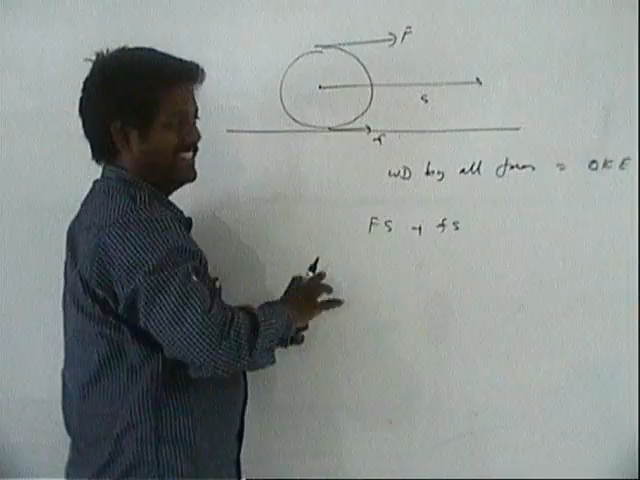 F
s
f
WD by all forces = ΔKE
FS + fs